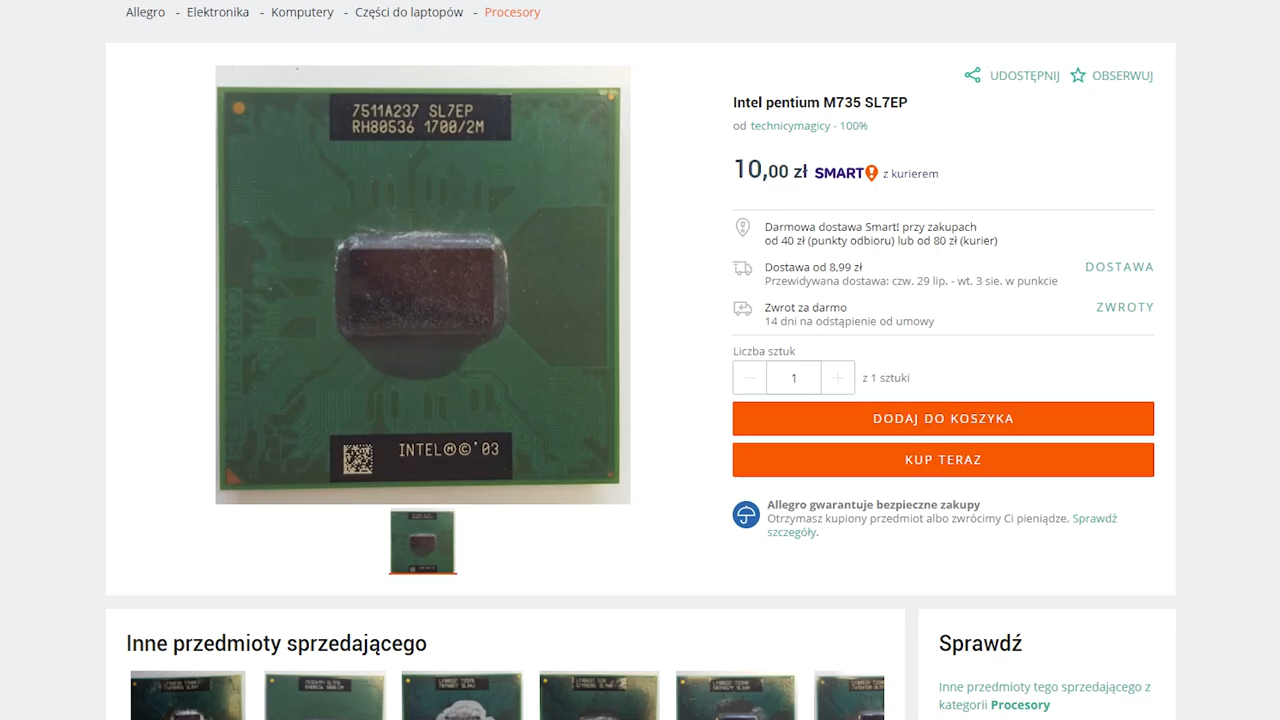 Allegro - Elektronika - Komputery - Części do laptopów - Procesory
UDOSTĘPNIJ OBSERWUJ
7511A237 SL7EP
RH80536 1700/2M
INTEL Ⓜ©'03
Intel pentium M735 SL7EP
od technicymagicy - 100%
10,00 zł SMART! z kurierem
Darmowa dostawa Smart! przy zakupach
od 40 zł (punkty odbioru) lub od 80 zł (kurier)
Dostawa od 8,99 zł
DOSTAWA
Przewidywana dostawa: czw. 29 lip. - wt. 3 sie. w punkcie
Zwrot za darmo
ZWROTY
14 dni na odstąpienie od umowy
Liczba sztuk
1 z 1 sztuki
DODAJ DO KOSZYKA
KUP TERAZ
Allegro gwarantuje bezpieczne zakupy
Otrzymasz kupiony przedmiot albo zwrócimy Ci pieniądze. Sprawdź
szczegóły.
Inne przedmioty sprzedającego
Sprawdź
Inne przedmioty tego sprzedającego z
kategorii Procesory